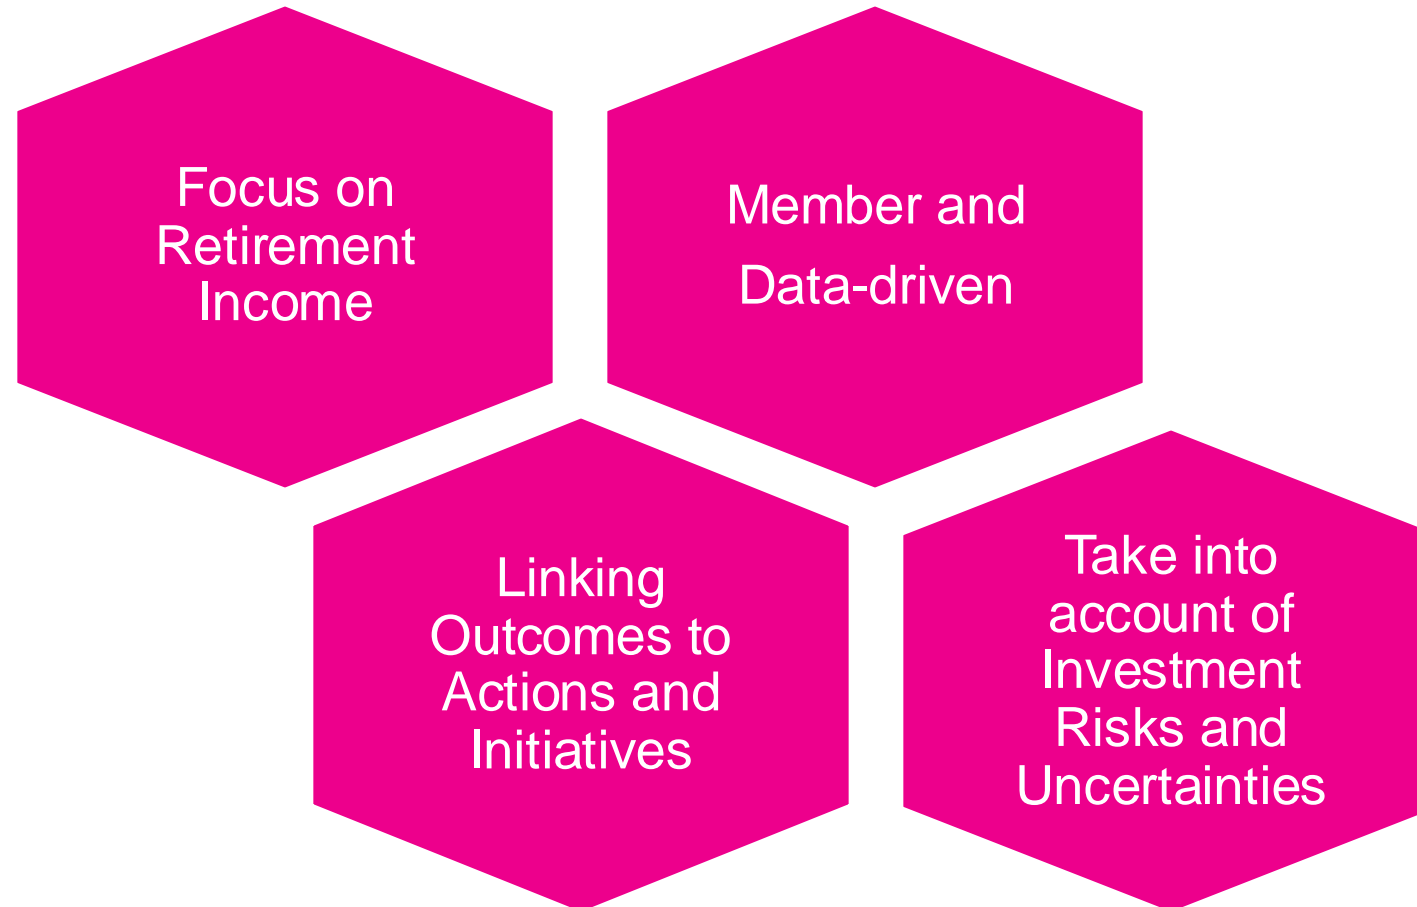 Focus on
Retirement
Income
Member and
Data-driven
Linking
Outcomes to
Actions and
Initiatives
Take into
account of
Investment
Risks and
Uncertainties